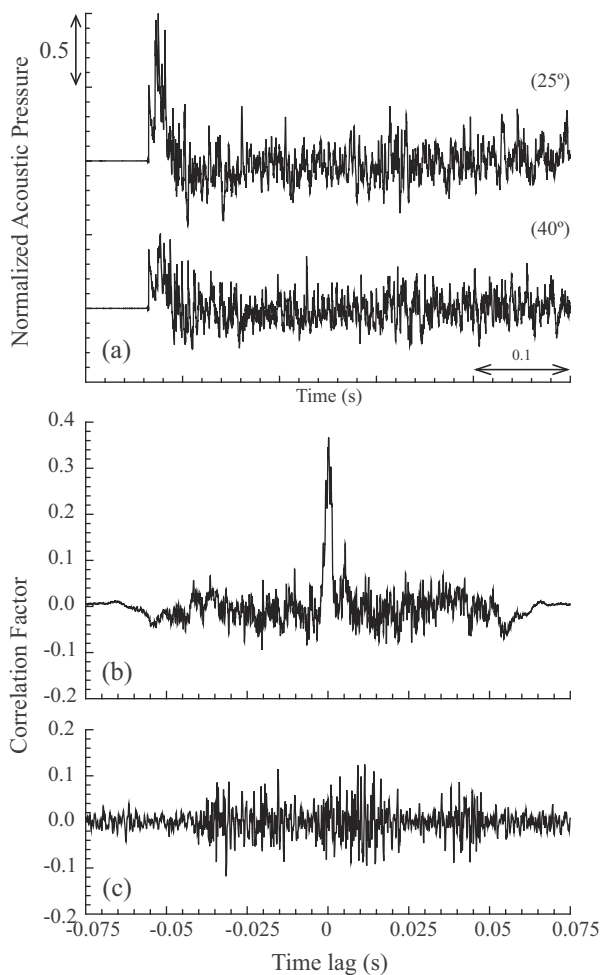 Normalized Acoustic Pressure
0.5
(25º)
(40º)
(a)
0.1
Time (s)
Correlation Factor
0.4
0.3
0.2
0.1
0.0
-0.1
-0.2
(b)
0.2
0.1
0.0
-0.1
-0.2
(c)
-0.075 -0.05 -0.025 0 0.025 0.05 0.075
Time lag (s)